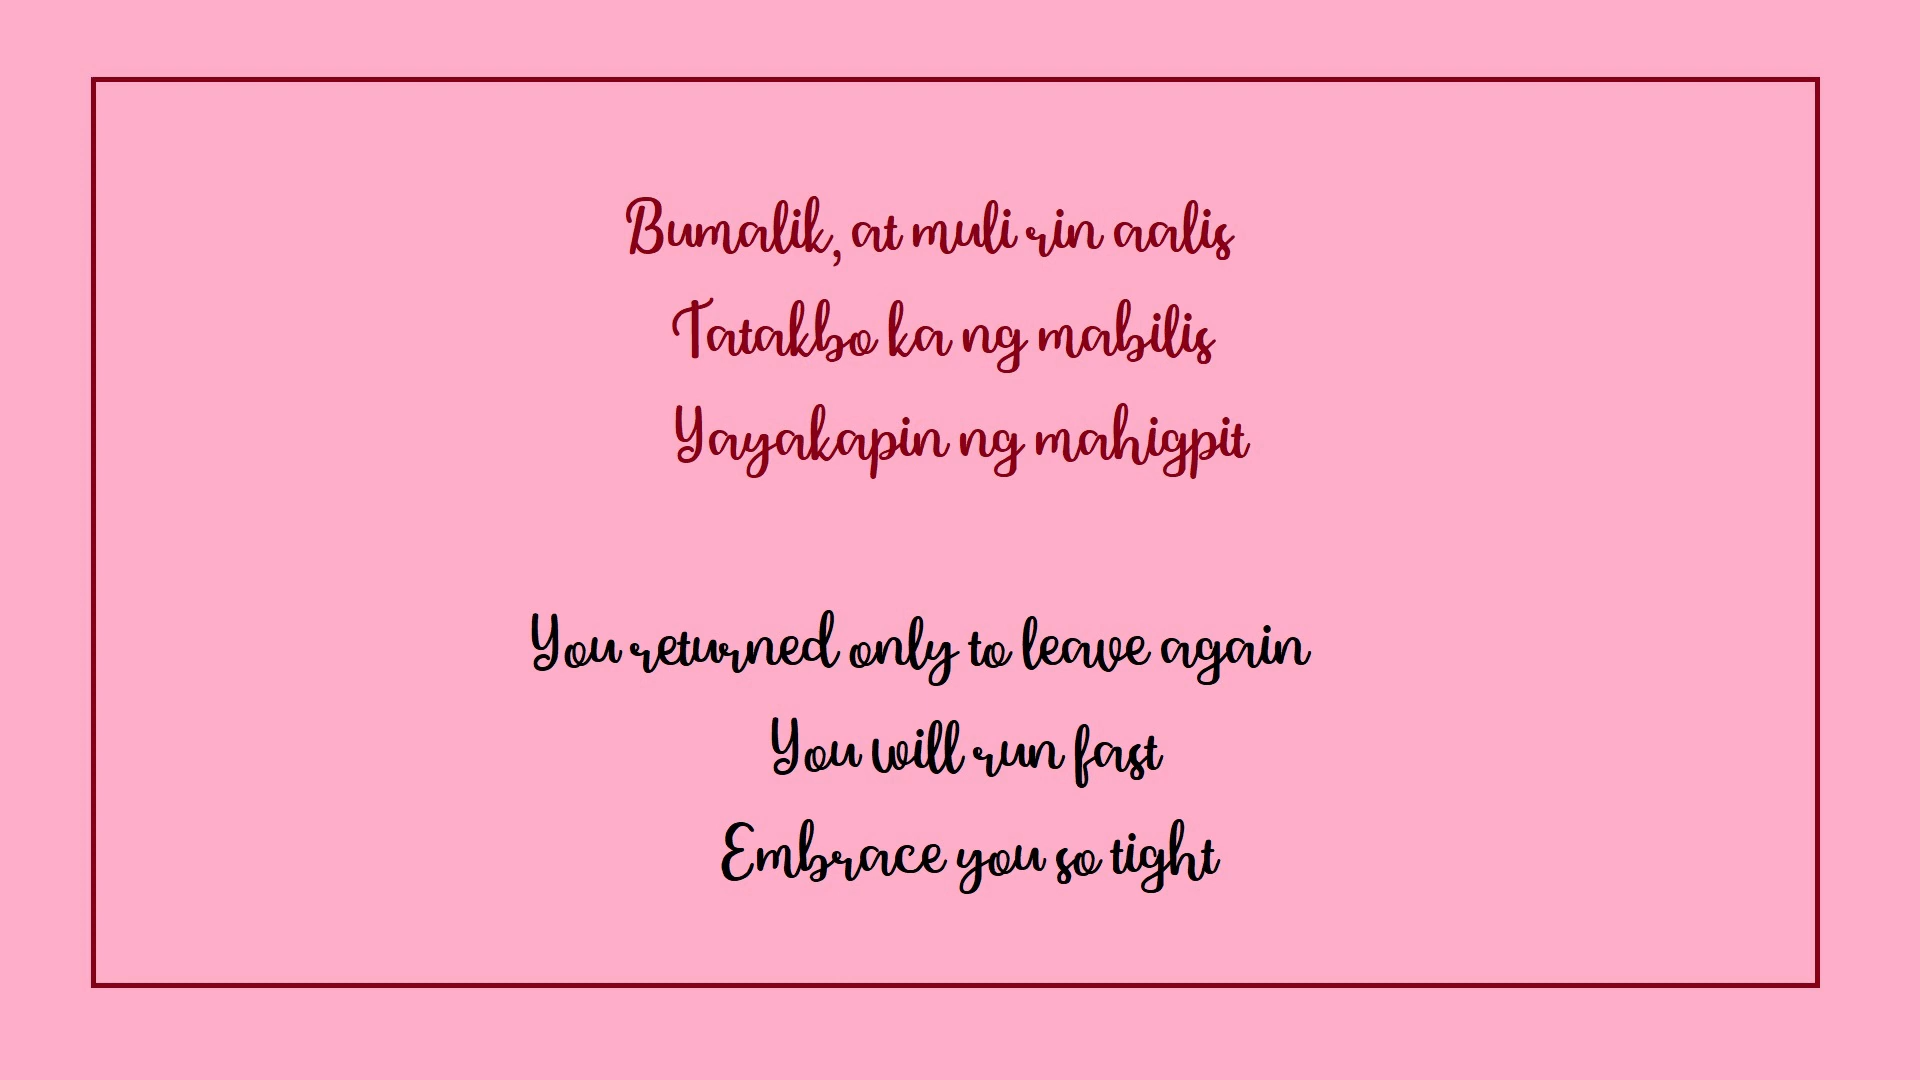 Bumalik, at muli rin aalis
Tatakbo ka ng mabilis
Yayakapin ng mahigpit
You returned only to leave again
You will run fast
Embrace you so tight